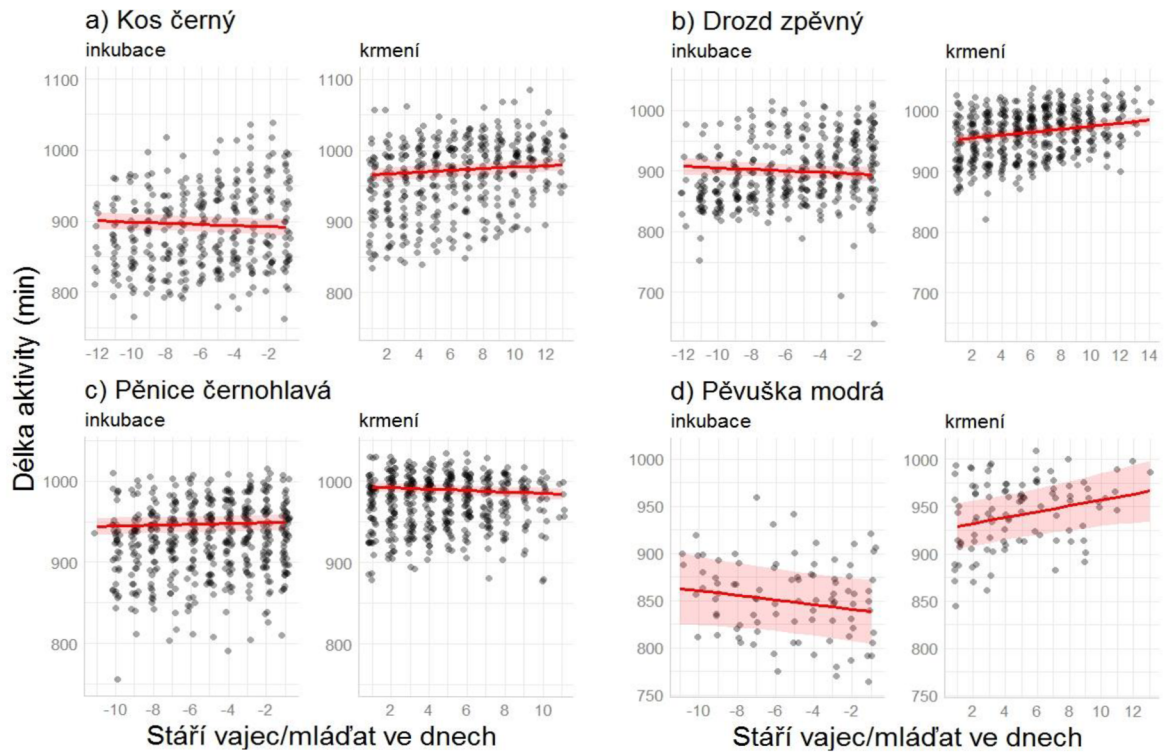 a) Kos černý
inkubace
krmení
1100
1000
900
800
-12 -10 -8 -6 -4 -2
1100
1000
900
800
2 4 6 8 10 12
b) Drozd zpěvný
inkubace
krmení
1000
900
800
700
-12 -10 -8 -6 -4 -2
1000
900
800
700
2 4 6 8 10 12 14
Délka aktivity (min)
c) Pěnice černohlavá
inkubace
krmení
1000
900
800
-10 -8 -6 -4 -2
1000
900
800
2 4 6 8 10
d) Pěvuška modrá
inkubace
krmení
1000
950
900
850
800
750
-10 -8 -6 -4 -2
1000
950
900
850
800
750
2 4 6 8 10 12
Stáří vajec/mláďat ve dnech
Stáří vajec/mláďat ve dnech